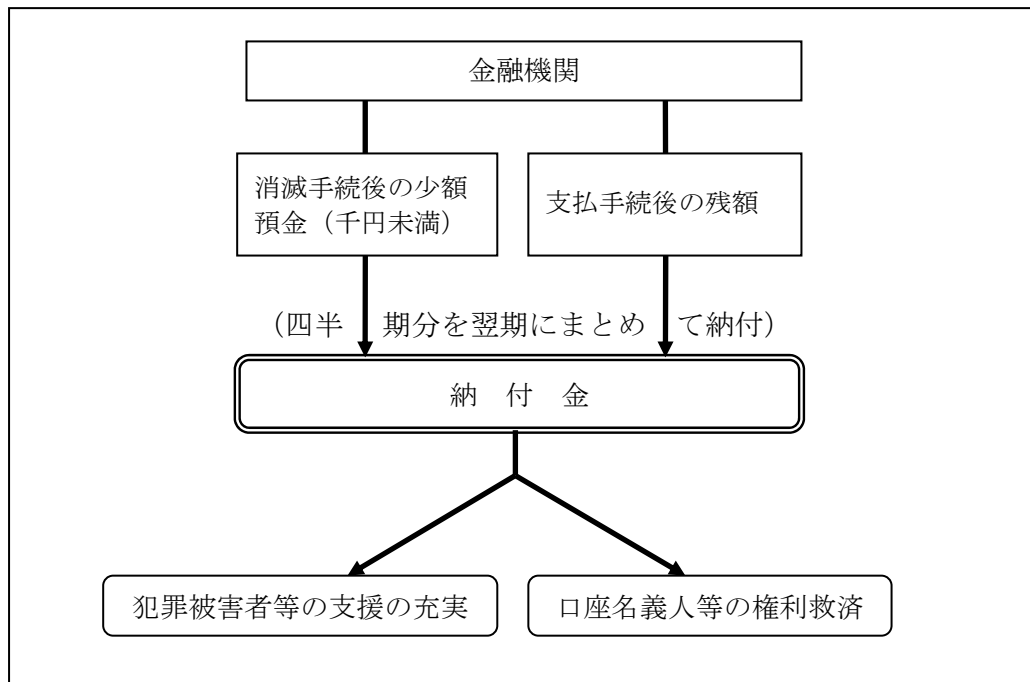 金融機関
消滅手続後の少額
預金（千円未満）
支払手続後の残額
（四半 期分を翌期にまとめ て納付）
納 付 金
犯罪被害者等の支援の充実
口座名義人等の権利救済